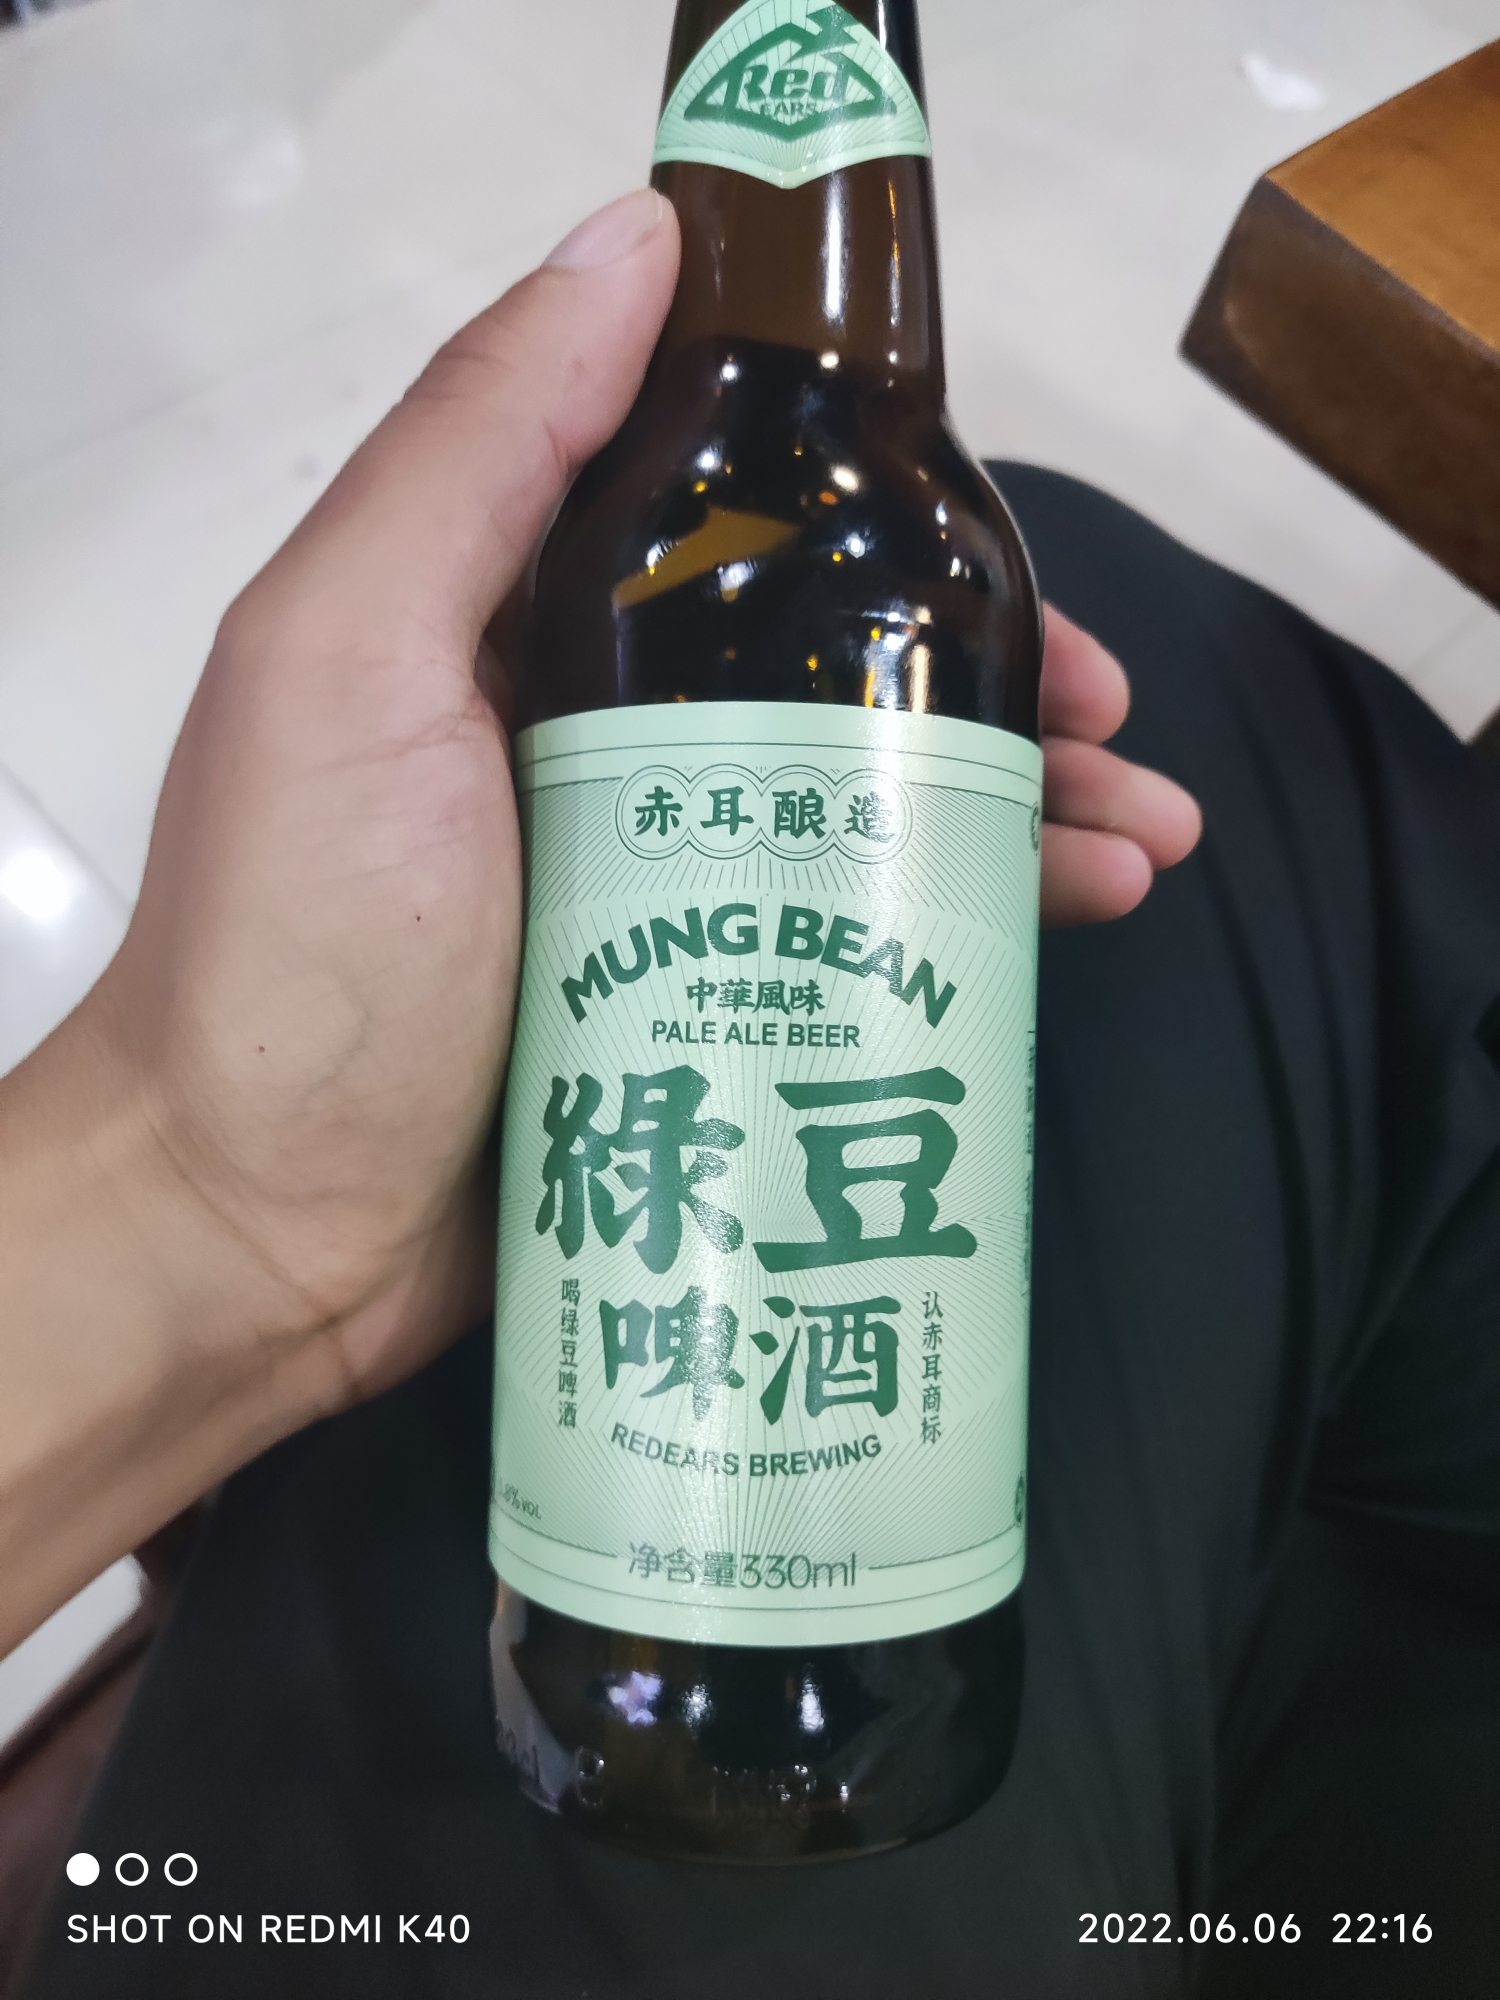 Red
EARS
赤耳酿造
MUNG BEAN
中華風味
PALE ALE BEER
綠豆
啤酒
喝绿豆啤酒
认赤耳商标
REDEARS BREWING
%VOL
净含量330ml
SHOT ON REDMI K40
2022.06.06 22:16